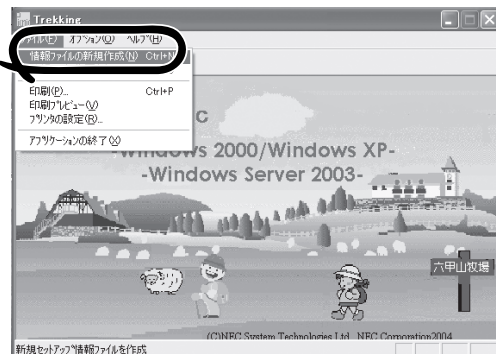 Trekking
ｧｲﾙ(F) ｵﾌﾟｼｮﾝ(O) ﾍﾙﾌﾟ(H)
情報ﾌｧｲﾙの新規作成(N) Ctrl+N
印刷(P)... Ctrl+P
印刷ﾌﾟﾚﾋﾞｭｰ(V)
ﾌﾟﾘﾝﾀの設定(R)...
ｱﾌﾟﾘｹｰｼｮﾝの終了(X)
C
-Windows 2000/Windows XP-
-Windows Server 2003-
六甲山牧場
(C)NEC System Technologies,Ltd. NEC Corporation2004
新規ｾｯﾄｱｯﾌﾟ情報ﾌｧｲﾙを作成